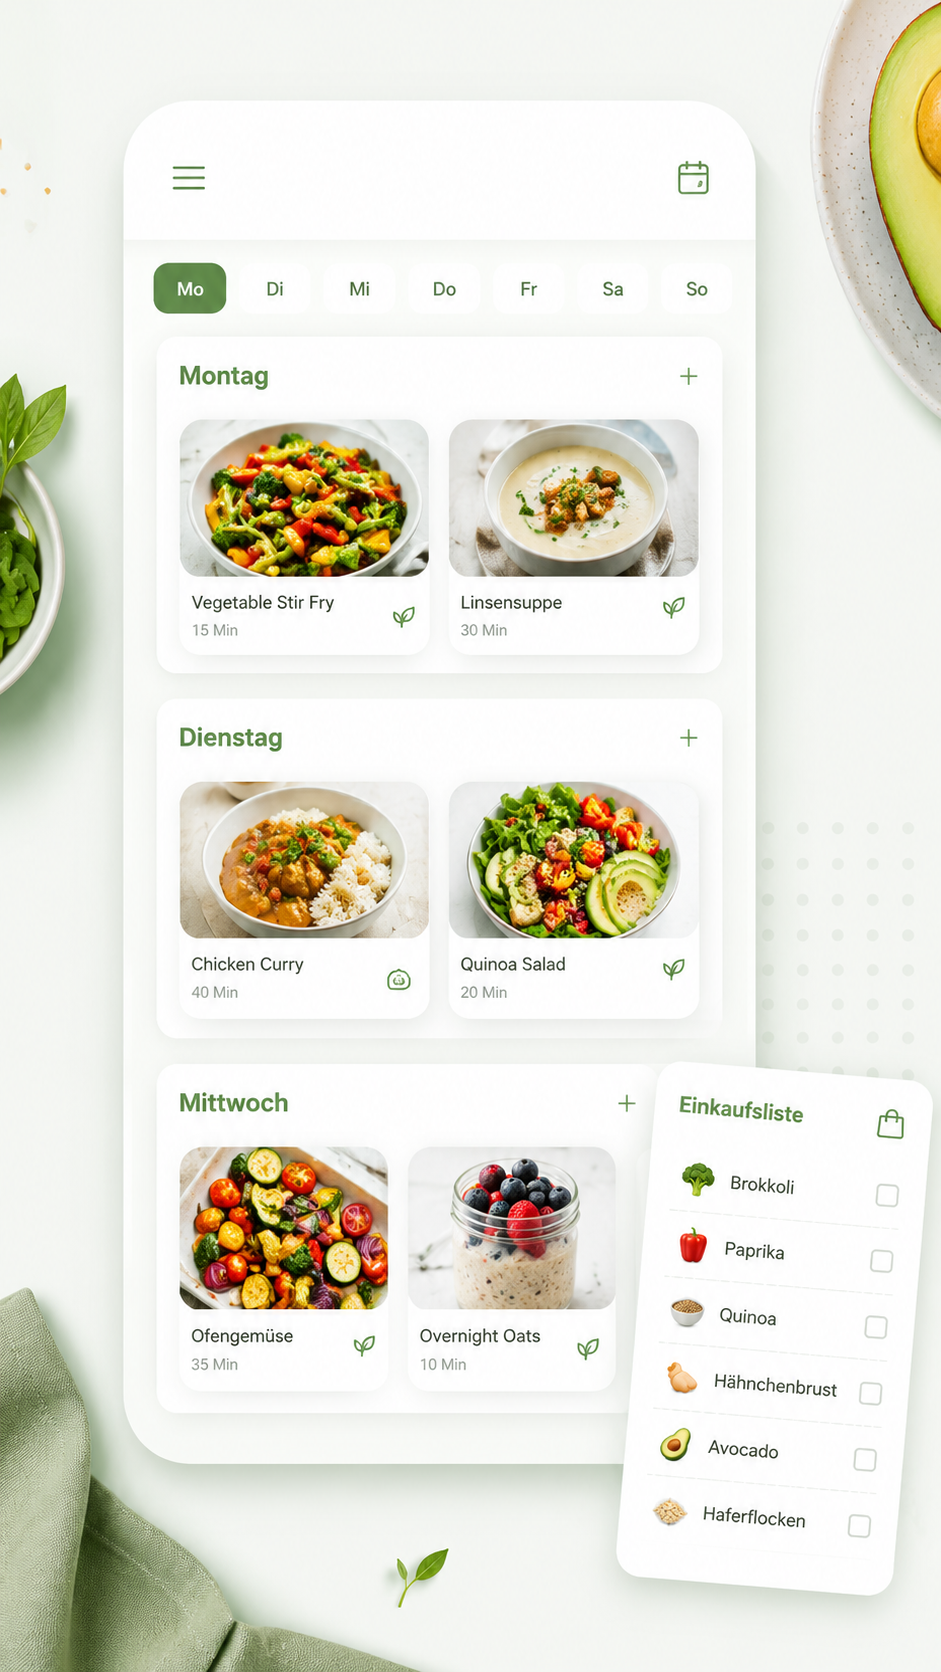 Mo Di Mi Do Fr Sa So
Montag
Vegetable Stir Fry
15 Min
Linsensuppe
30 Min
Dienstag
Chicken Curry
40 Min
Quinoa Salad
20 Min
Mittwoch
Ofengemüse
35 Min
Overnight Oats
10 Min
Einkaufsliste
Brokkoli
Paprika
Quinoa
Hähnchenbrust
Avocado
Haferflocken